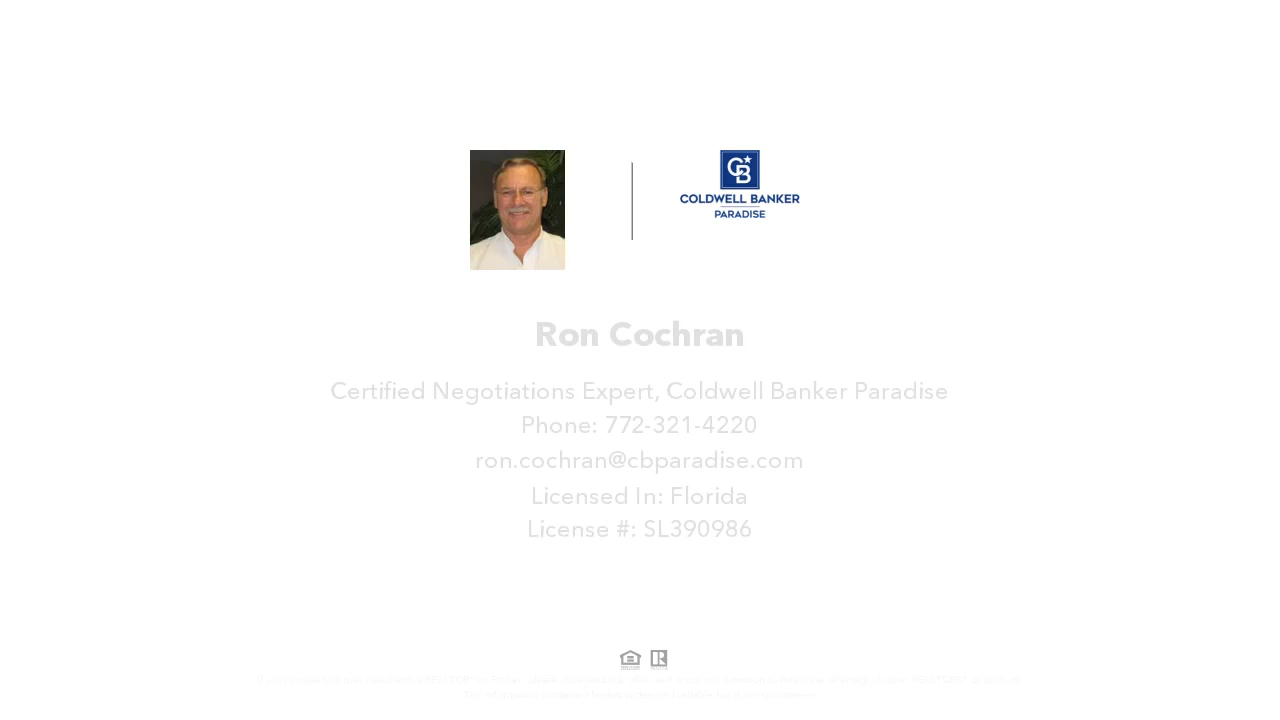 CB
COLDWELL BANKER
PARADISE
Ron Cochran
Certified Negotiations Expert, Coldwell Banker Paradise
Phone: 772-321-4220
ron.cochran@cbparadise.com
Licensed In: Florida
License #: SL390986